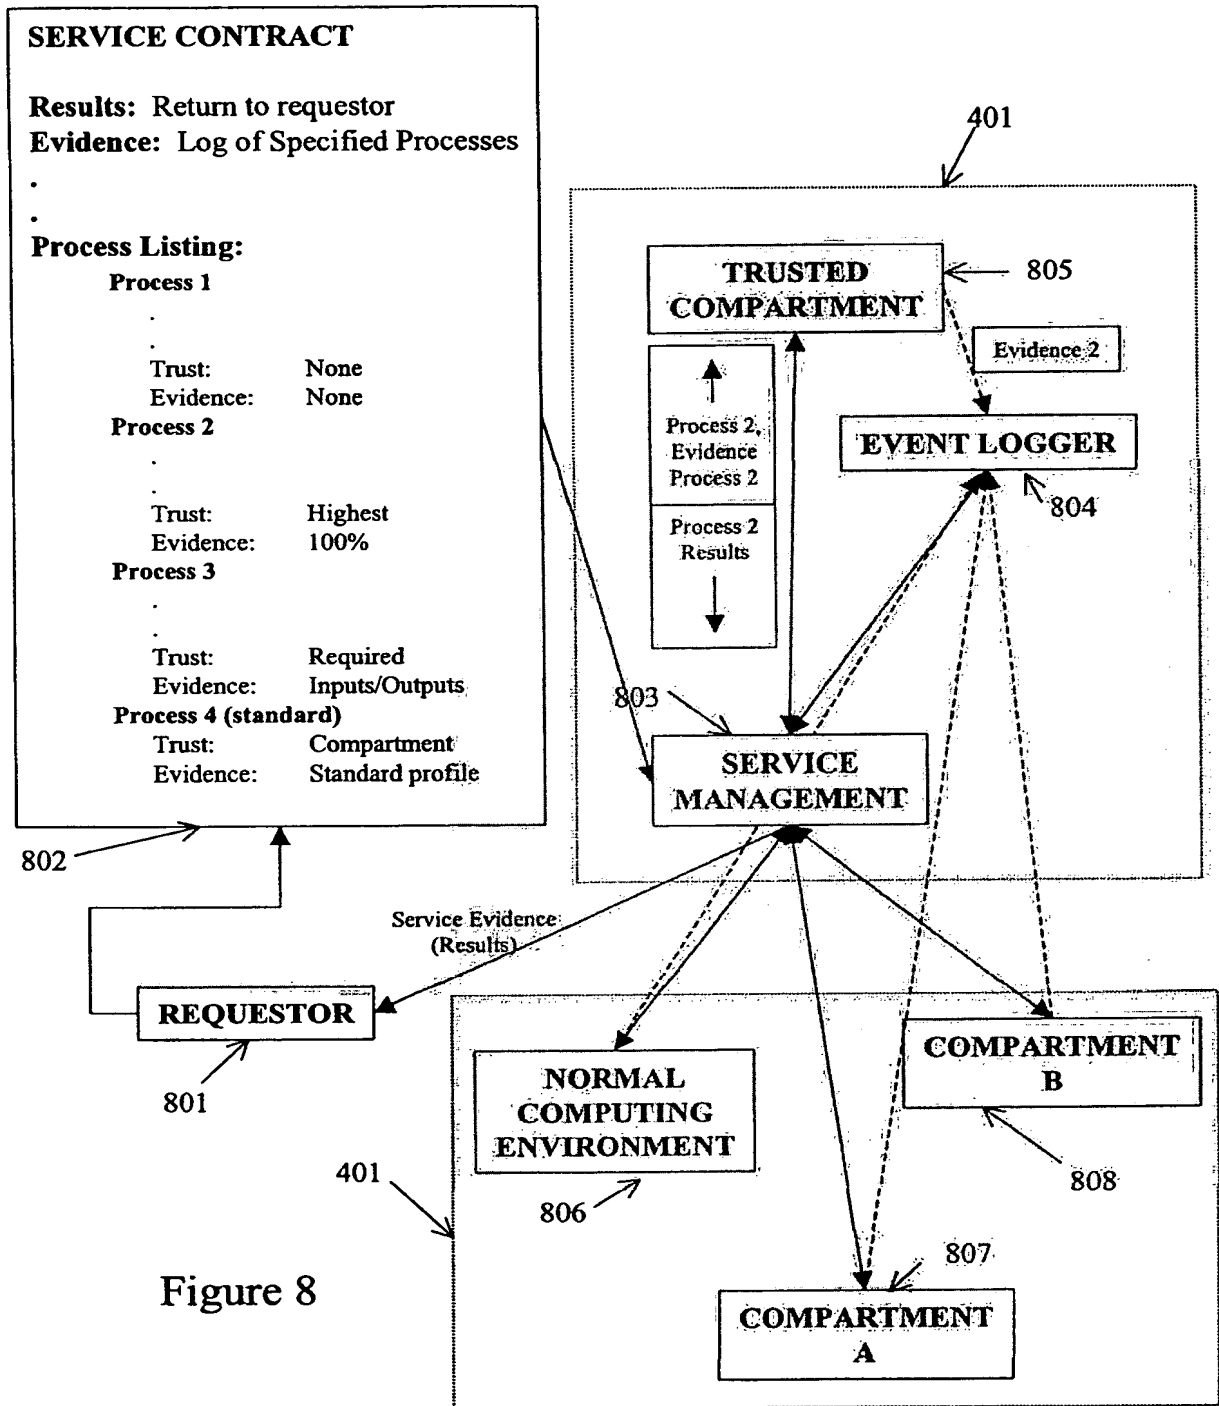 SERVICE CONTRACT
Results: Return to requestor
Evidence: Log of Specified Processes
.
.
Process Listing:
Process 1
.
.
Trust: None
Evidence: None
Process 2
.
.
Trust: Highest
Evidence: 100%
Process 3
.
.
Trust: Required
Evidence: Inputs/Outputs
Process 4 (standard)
Trust: Compartment
Evidence: Standard profile
802
401
TRUSTED
COMPARTMENT
805
Evidence 2
Process 2,
Evidence
Process 2
Process 2
Results
EVENT LOGGER
804
803
SERVICE
MANAGEMENT
Service Evidence
(Results)
REQUESTOR
801
NORMAL
COMPUTING
ENVIRONMENT
806
COMPARTMENT
B
808
401
807
COMPARTMENT
A
Figure 8